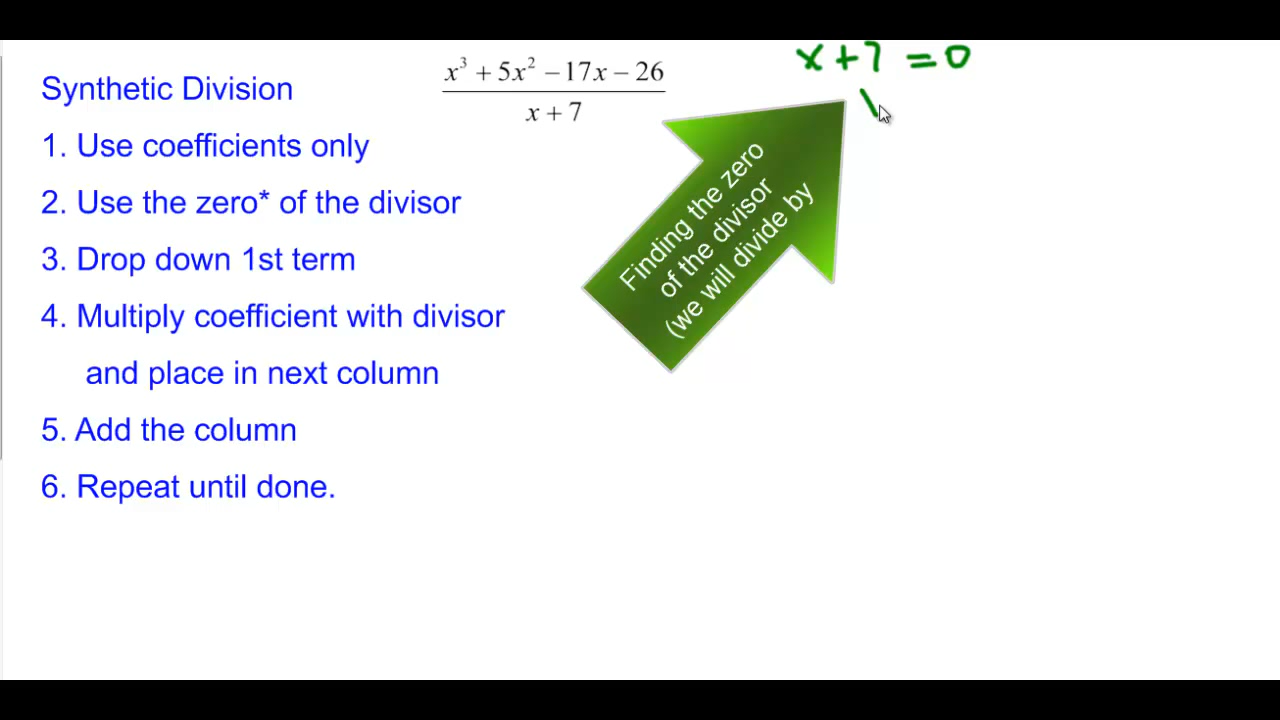 Synthetic Division
x³ + 5x² − 17x − 26
x + 7
x + 7 = 0
1. Use coefficients only
2. Use the zero* of the divisor
3. Drop down 1st term
4. Multiply coefficient with divisor
and place in next column
5. Add the column
6. Repeat until done.
Finding the zero
of the divisor
(we will divide by